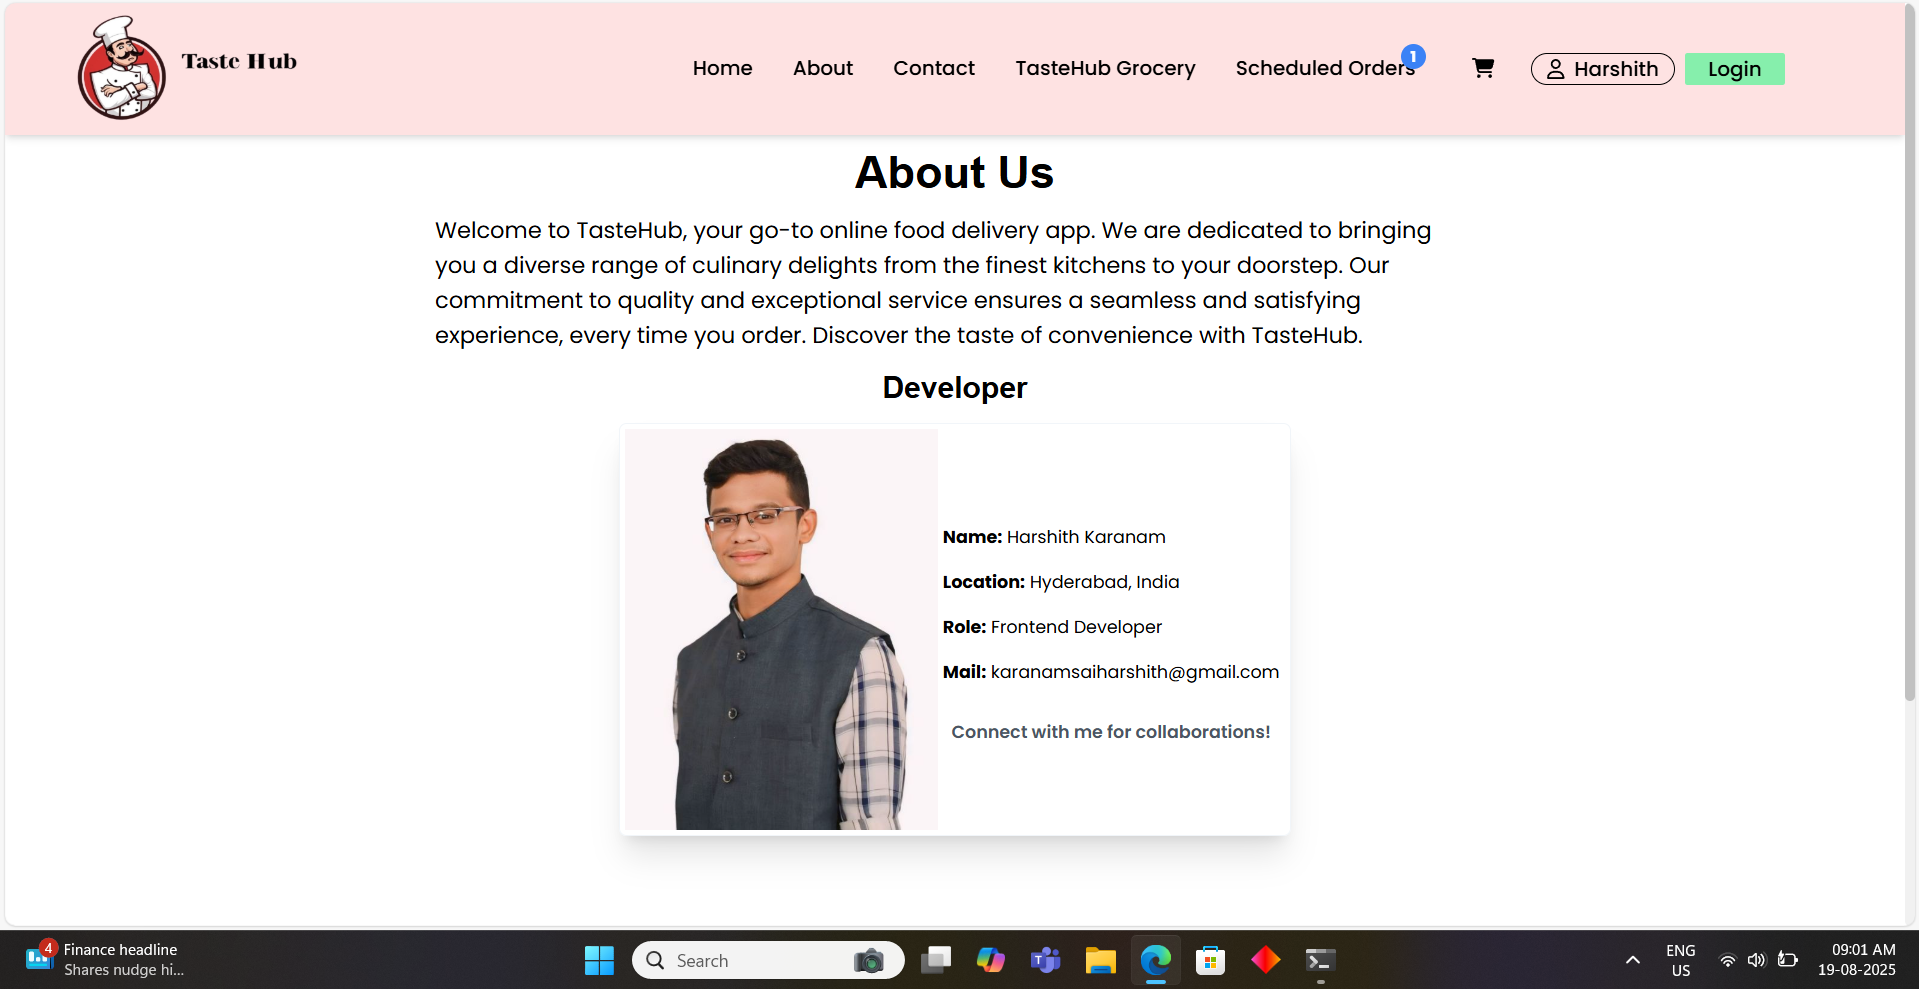 Taste Hub
Home
About
Contact
TasteHub Grocery
Scheduled Orders
1
Harshith
Login
About Us
Welcome to TasteHub, your go-to online food delivery app. We are dedicated to bringing
you a diverse range of culinary delights from the finest kitchens to your doorstep. Our
commitment to quality and exceptional service ensures a seamless and satisfying
experience, every time you order. Discover the taste of convenience with TasteHub.
Developer
Name: Harshith Karanam
Location: Hyderabad, India
Role: Frontend Developer
Mail: karanamsaiharshith@gmail.com
Connect with me for collaborations!
4
Finance headline
Shares nudge hi...
Search
T
ENG
US
09:01 AM
19-08-2025